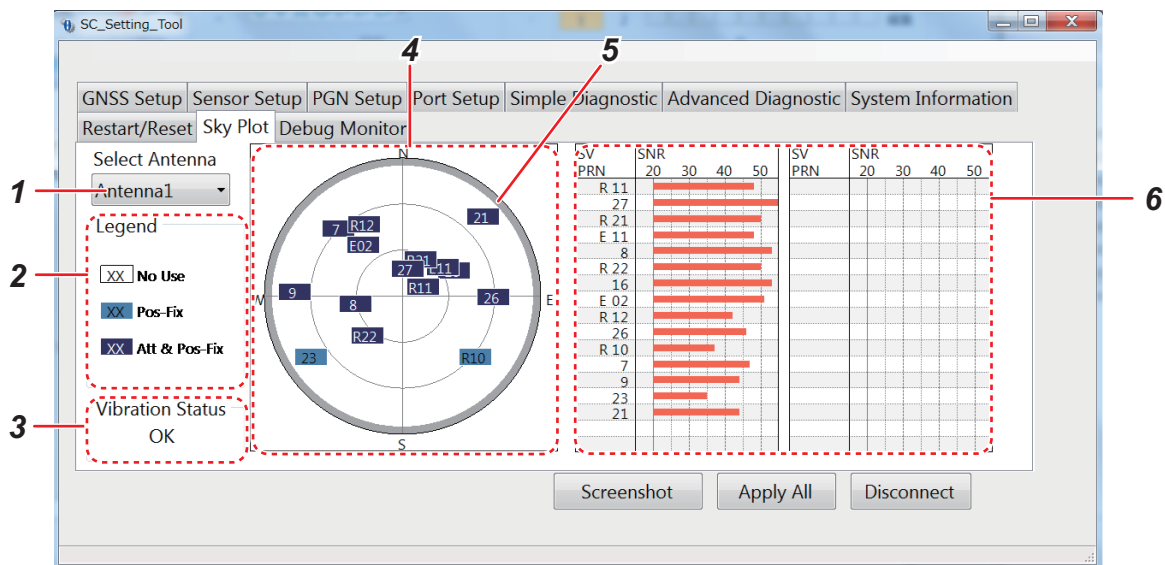 SC_Setting_Tool
4
5
GNSS Setup Sensor Setup PGN Setup Port Setup Simple Diagnostic Advanced Diagnostic System Information
Restart/Reset Sky Plot Debug Monitor
Select Antenna
1
Antenna1
Legend
2
XX No Use
XX Pos-Fix
XX Att & Pos-Fix
Vibration Status
3
OK
N
21
7
R12
E02
R21
E11
27
R11
9
W
8
26
E
R22
23
R10
S
SV SNR
PRN 20 30 40 50
R 11
27
R 21
E 11
8
R 22
16
E 02
R 12
26
R 10
7
9
23
21
SV SNR
PRN 20 30 40 50
6
Screenshot Apply All Disconnect